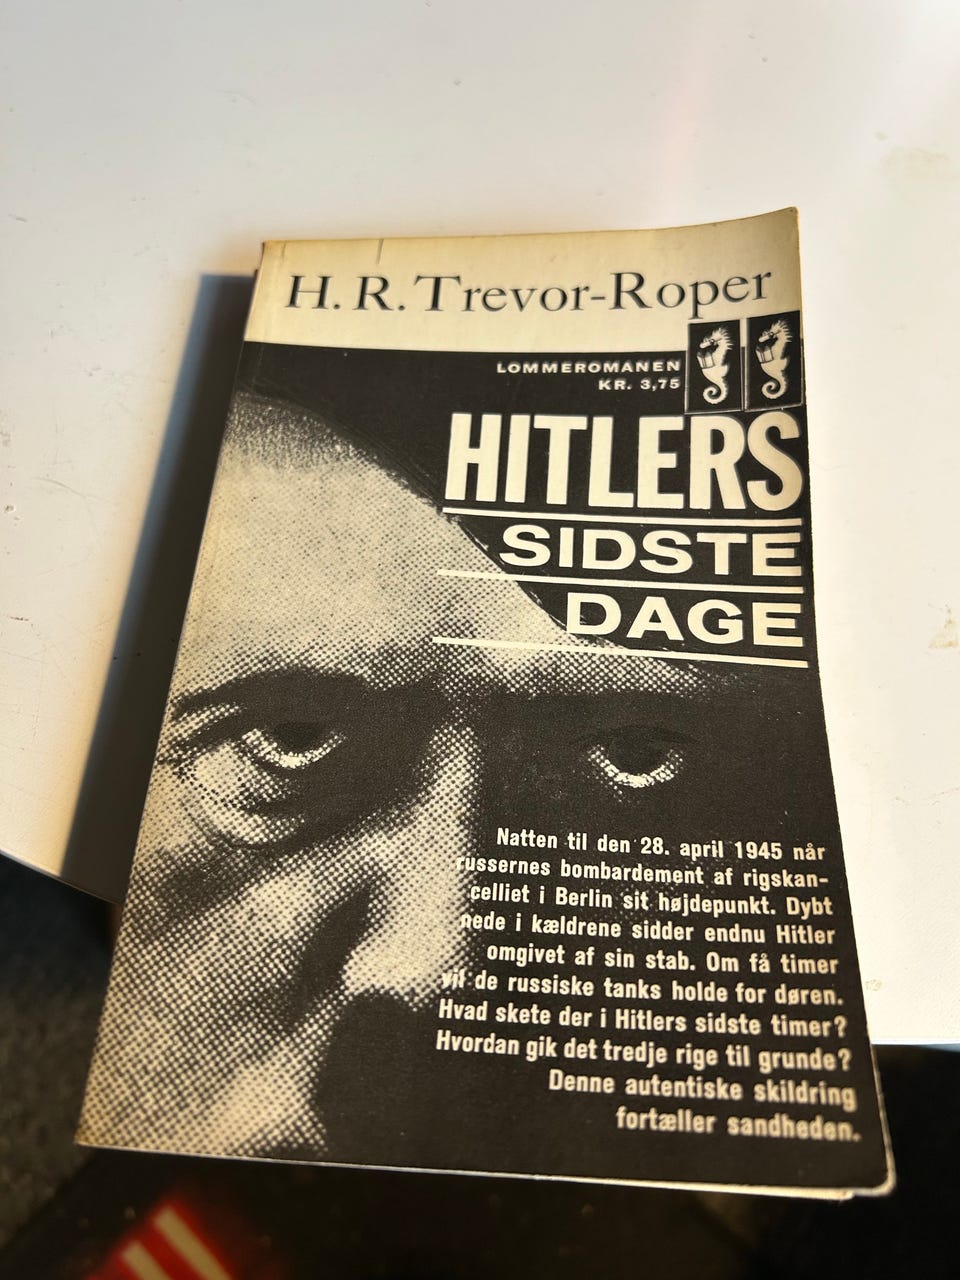 H. R. Trevor-Roper
LOMMEROMANEN
KR. 3,75
HITLERS
SIDSTE
DAGE
Natten til den 28. april 1945 når
russernes bombardement af rigskan-
celliet i Berlin sit højdepunkt. Dybt
nede i kældrene sidder endnu Hitler
omgivet af sin stab. Om få timer
vil de russiske tanks holde for døren.
Hvad skete der i Hitlers sidste timer?
Hvordan gik det tredje rige til grunde?
Denne autentiske skildring
fortæller sandheden.